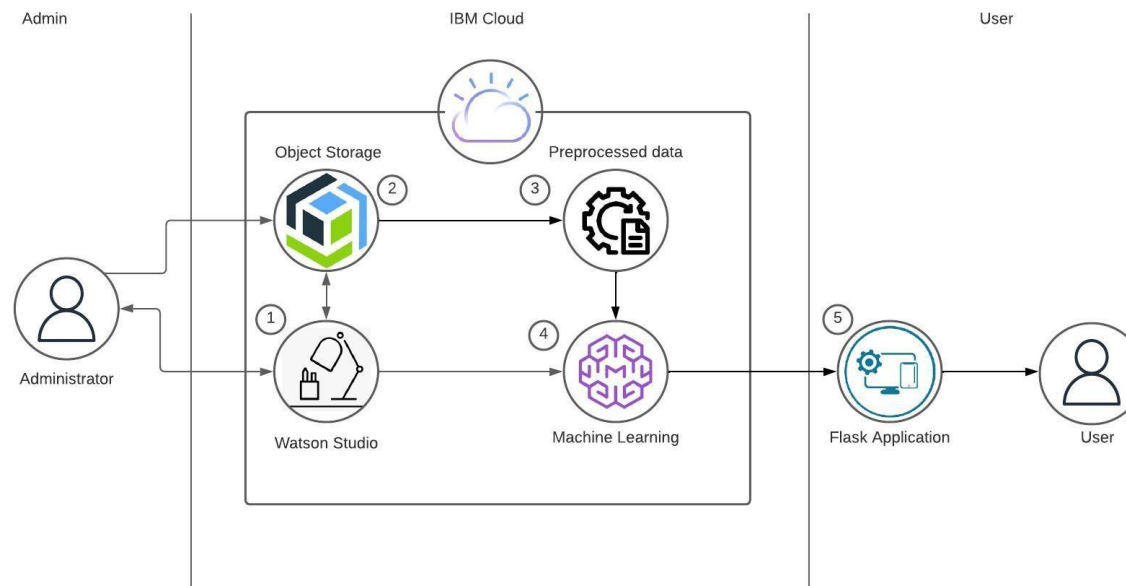 Admin
IBM Cloud
User
Object Storage
Preprocessed data
2
3
1
4
5
Administrator
Watson Studio
Machine Learning
Flask Application
User